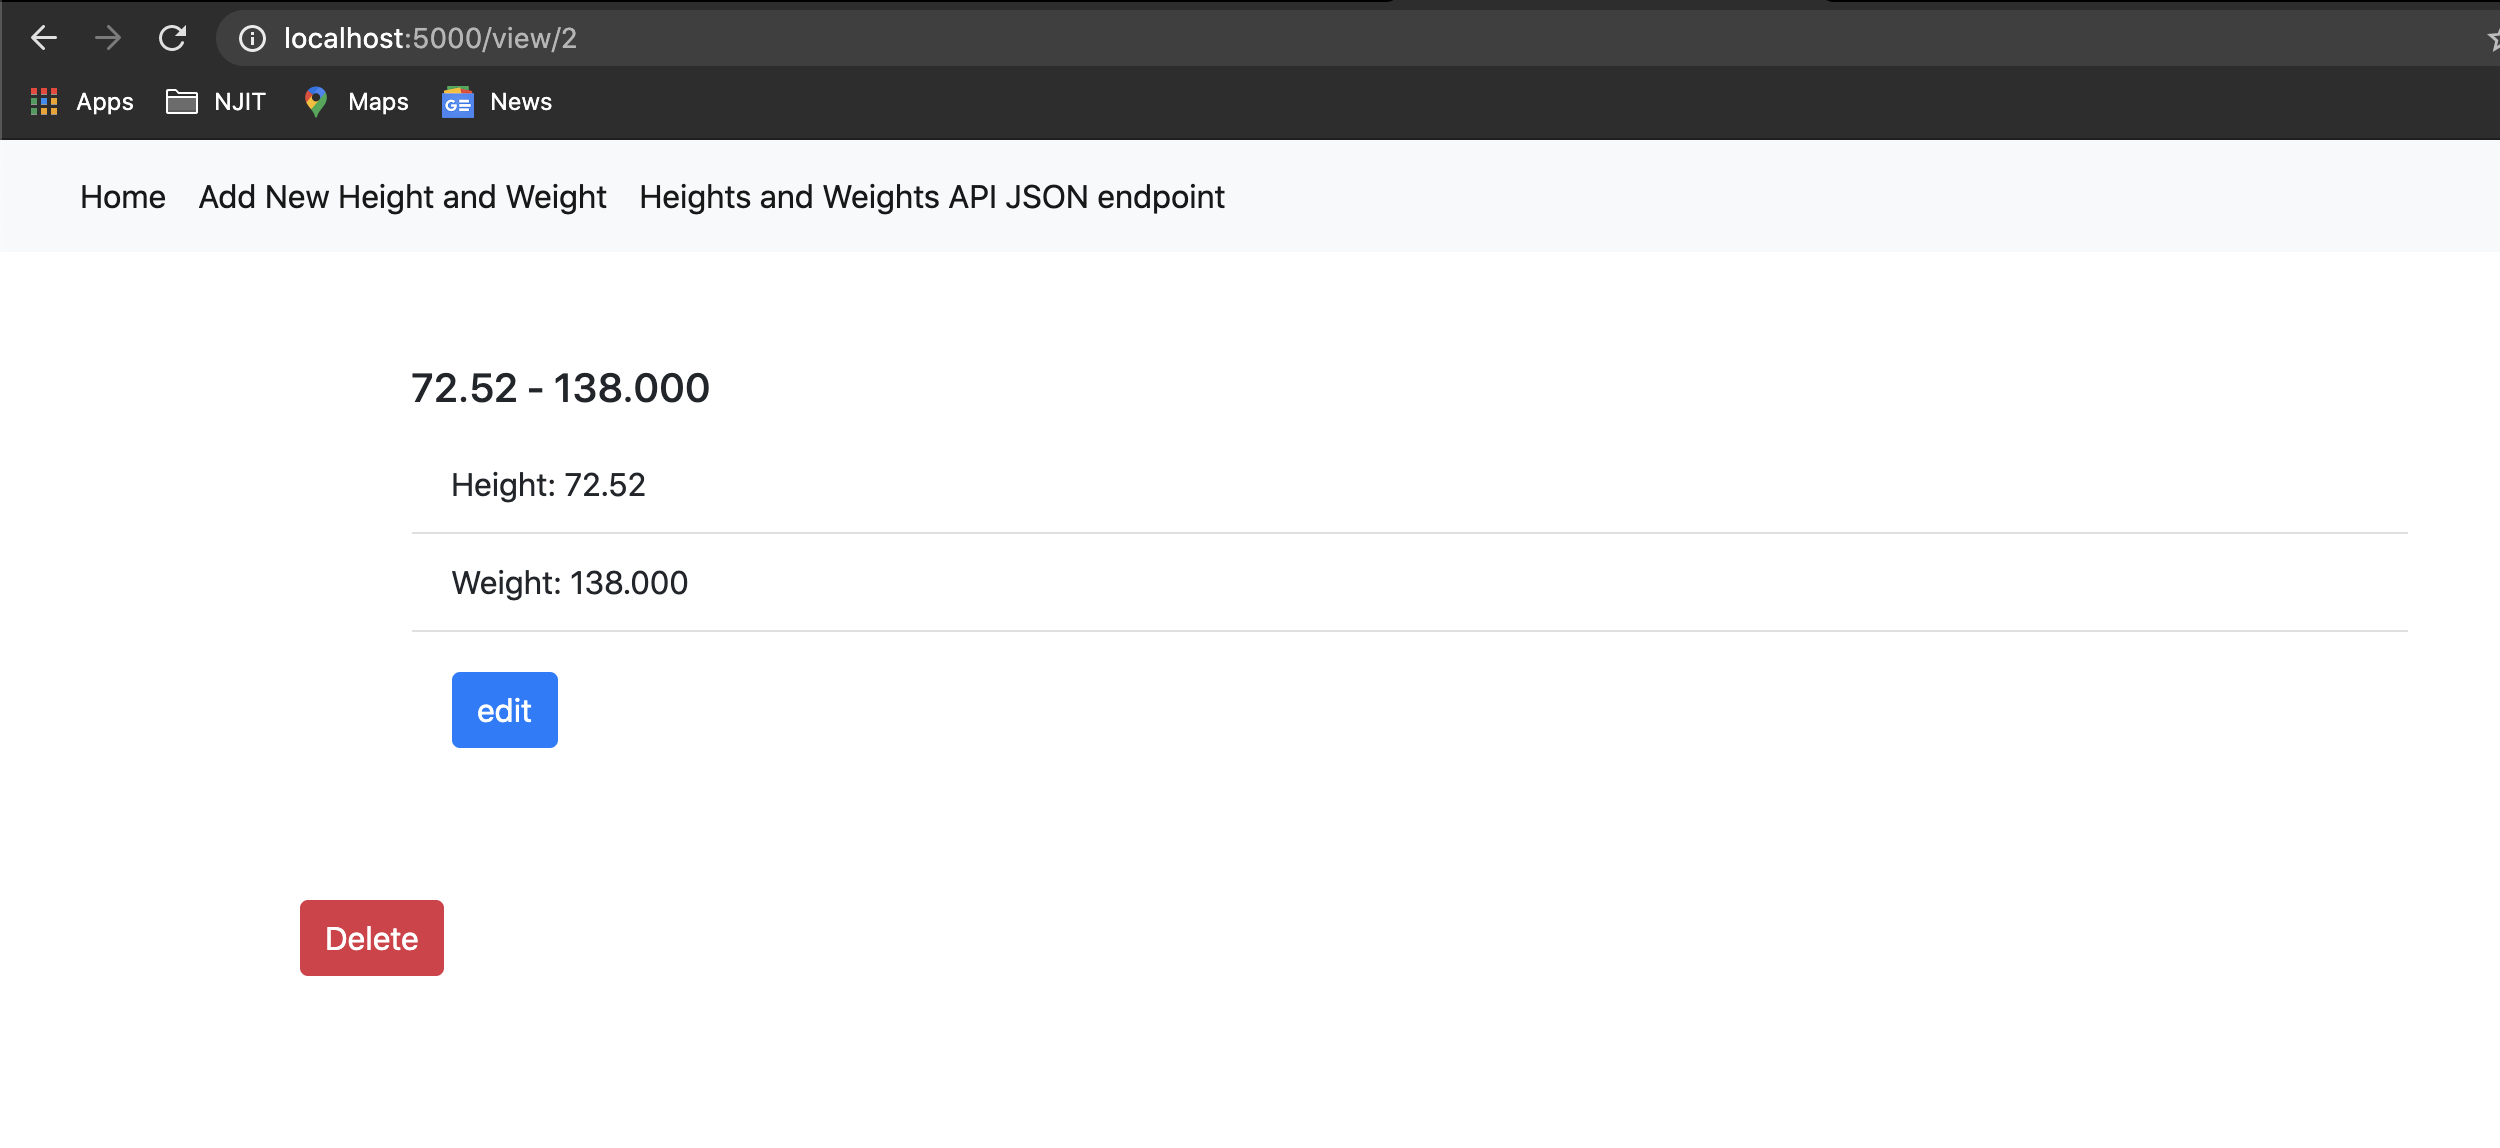 localhost:5000/view/2
Apps NJIT Maps News
Home Add New Height and Weight Heights and Weights API JSON endpoint
72.52 - 138.000
Height: 72.52
Weight: 138.000
edit
Delete